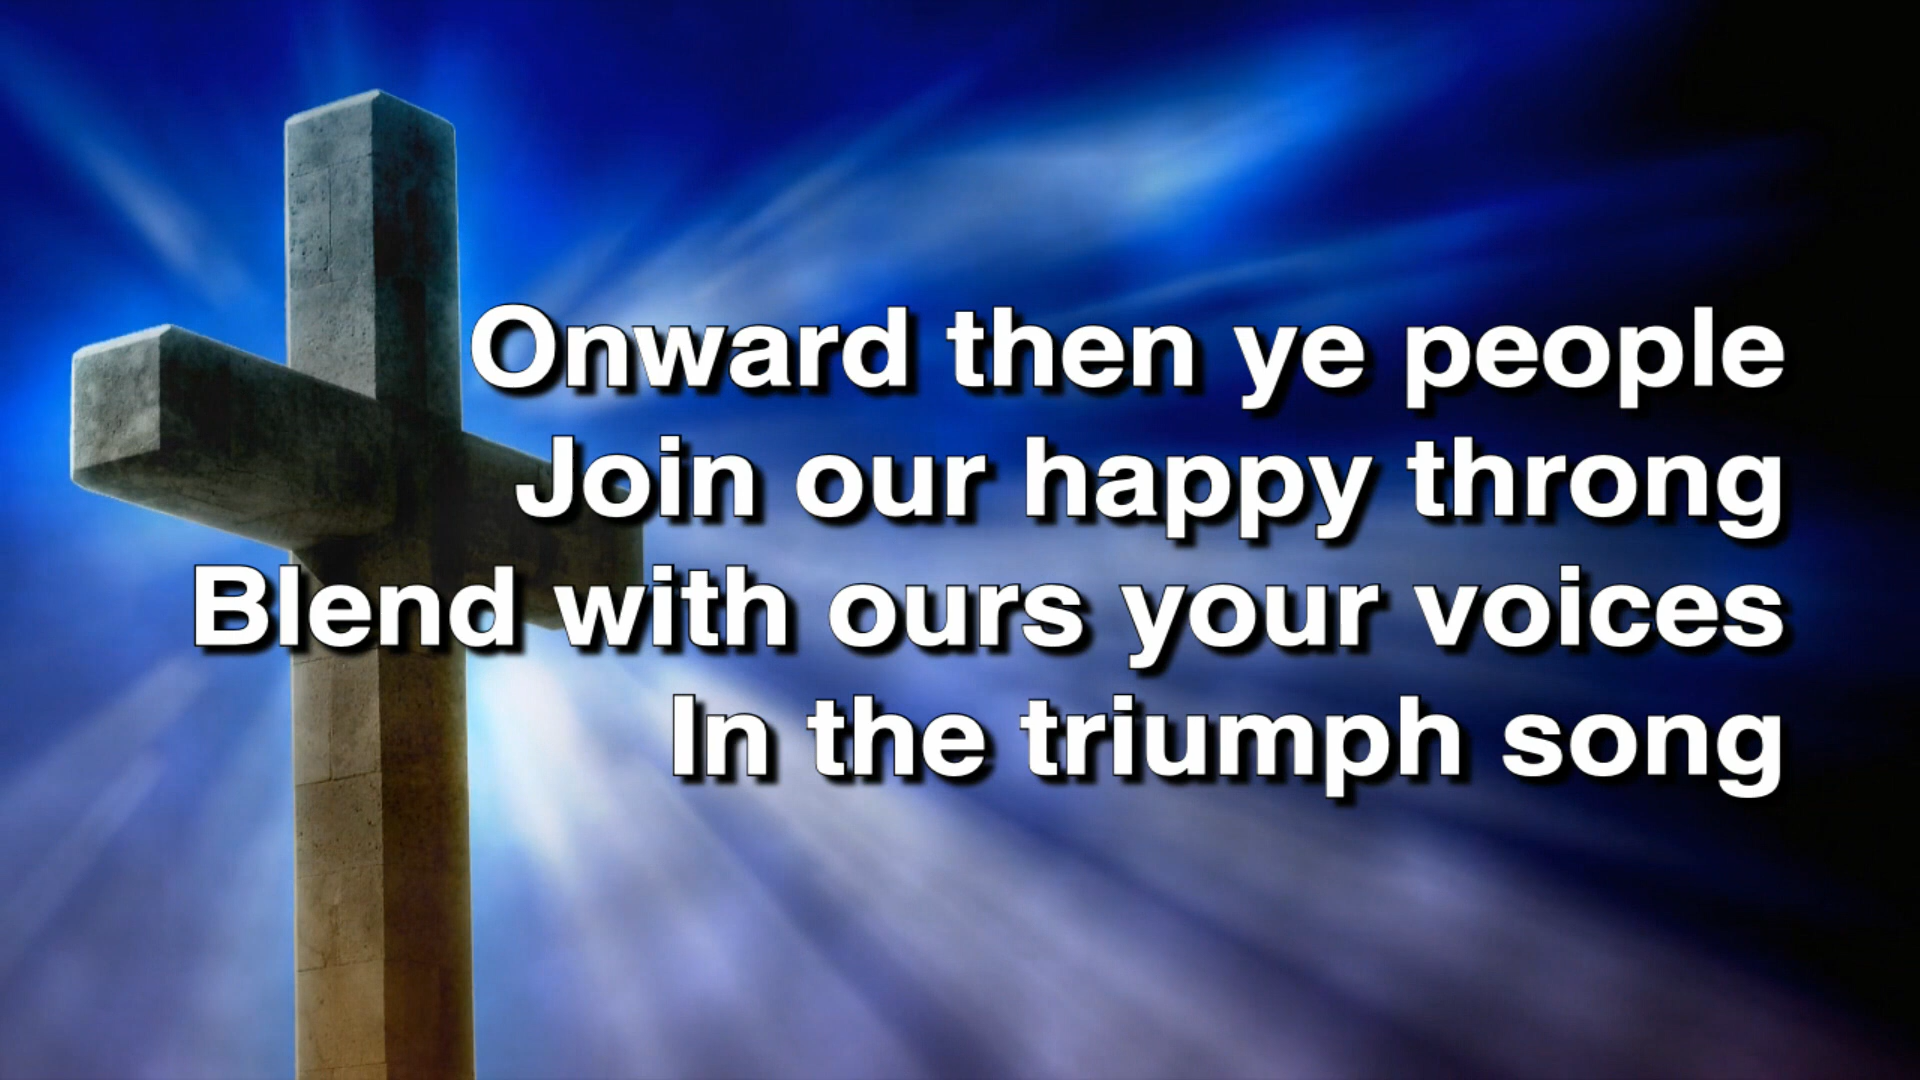 Onward then ye people
Join our happy throng
Blend with ours your voices
In the triumph song